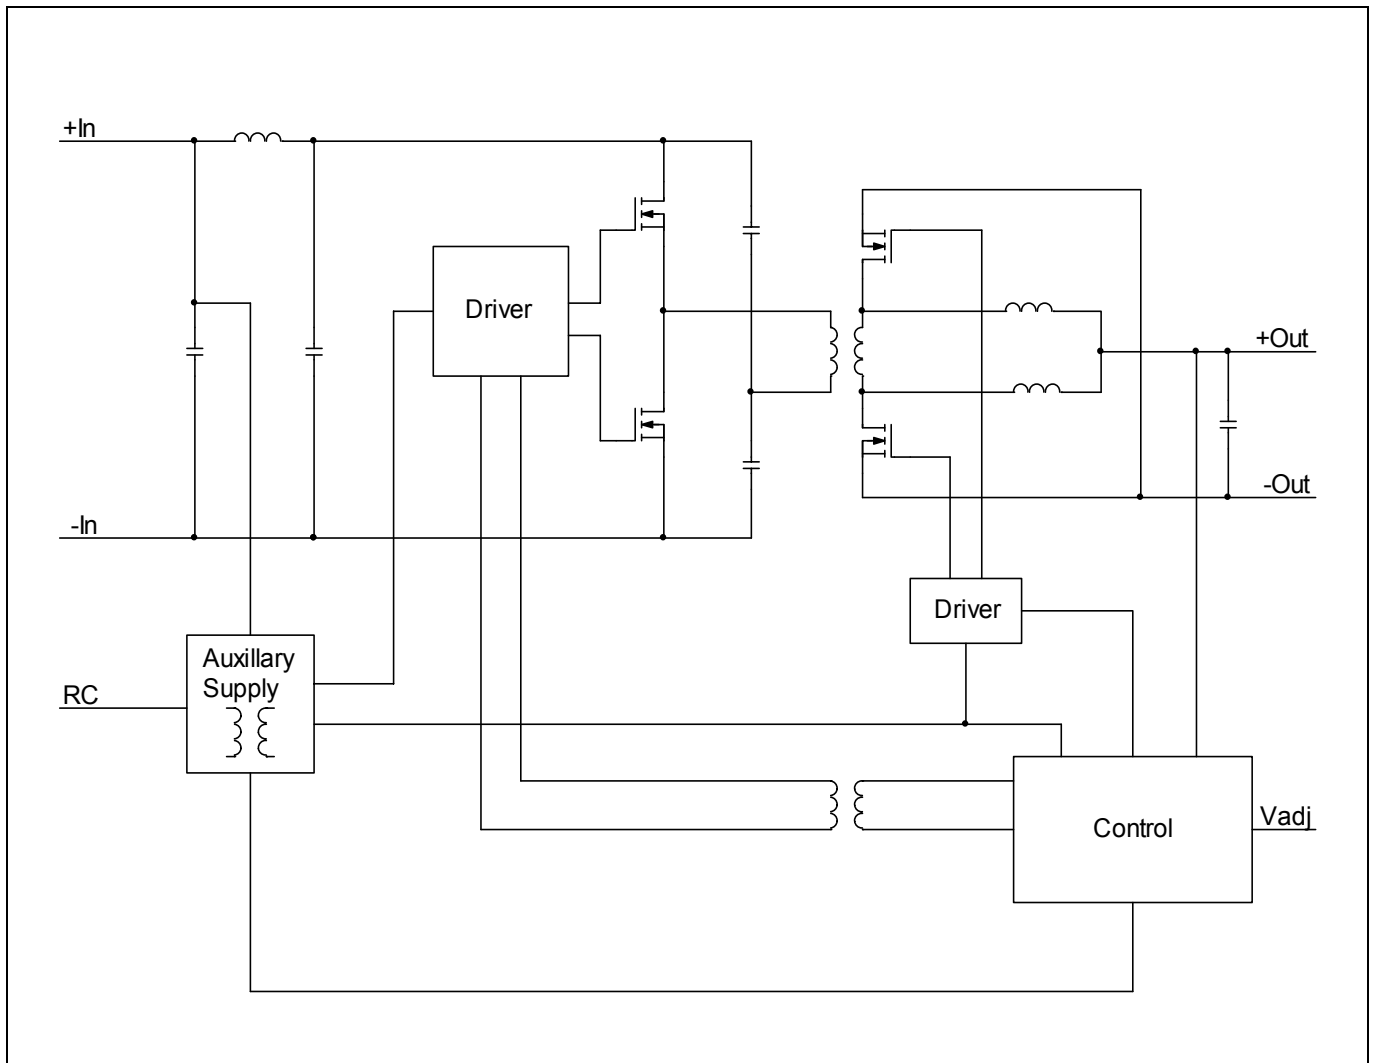 +In
Driver
+Out
-Out
-In
Driver
Auxillary
Supply
RC
Control
Vadj